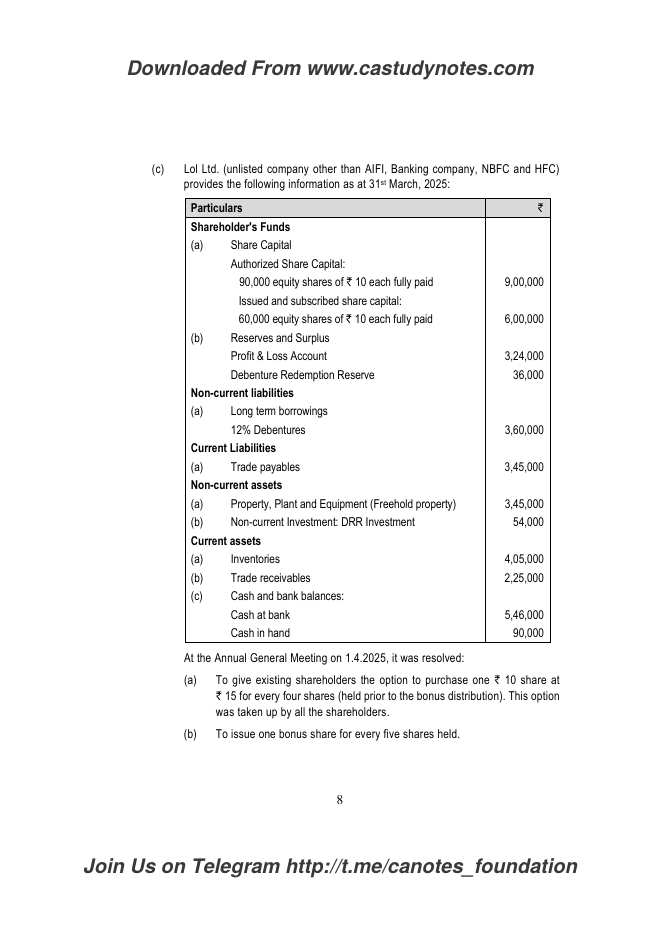 Downloaded From www.castudynotes.com
(c) Lol Ltd. (unlisted company other than AIFI, Banking company, NBFC and HFC)
provides the following information as at 31st March, 2025:
Particulars ₹
Shareholder's Funds
(a) Share Capital
Authorized Share Capital:
90,000 equity shares of ₹ 10 each fully paid 9,00,000
Issued and subscribed share capital:
60,000 equity shares of ₹ 10 each fully paid 6,00,000
(b) Reserves and Surplus
Profit & Loss Account 3,24,000
Debenture Redemption Reserve 36,000
Non-current liabilities
(a) Long term borrowings
12% Debentures 3,60,000
Current Liabilities
(a) Trade payables 3,45,000
Non-current assets
(a) Property, Plant and Equipment (Freehold property) 3,45,000
(b) Non-current Investment: DRR Investment 54,000
Current assets
(a) Inventories 4,05,000
(b) Trade receivables 2,25,000
(c) Cash and bank balances:
Cash at bank 5,46,000
Cash in hand 90,000
At the Annual General Meeting on 1.4.2025, it was resolved:
(a) To give existing shareholders the option to purchase one ₹ 10 share at
₹ 15 for every four shares (held prior to the bonus distribution). This option
was taken up by all the shareholders.
(b) To issue one bonus share for every five shares held.
8
Join Us on Telegram http://t.me/canotes_foundation